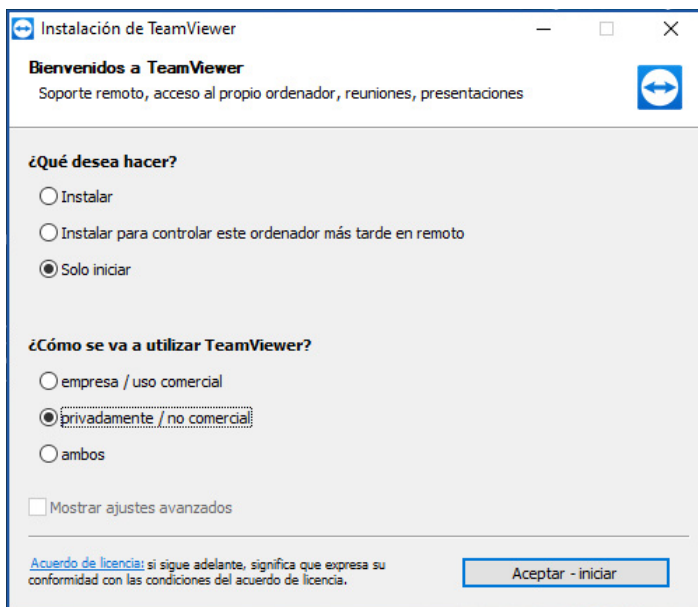 Instalación de TeamViewer
Bienvenidos a TeamViewer
Soporte remoto, acceso al propio ordenador, reuniones, presentaciones
¿Qué desea hacer?
Instalar
Instalar para controlar este ordenador más tarde en remoto
Solo iniciar
¿Cómo se va a utilizar TeamViewer?
empresa / uso comercial
privadamente / no comercial
ambos
Mostrar ajustes avanzados
Acuerdo de licencia: si sigue adelante, significa que expresa su
conformidad con las condiciones del acuerdo de licencia.
Aceptar - iniciar